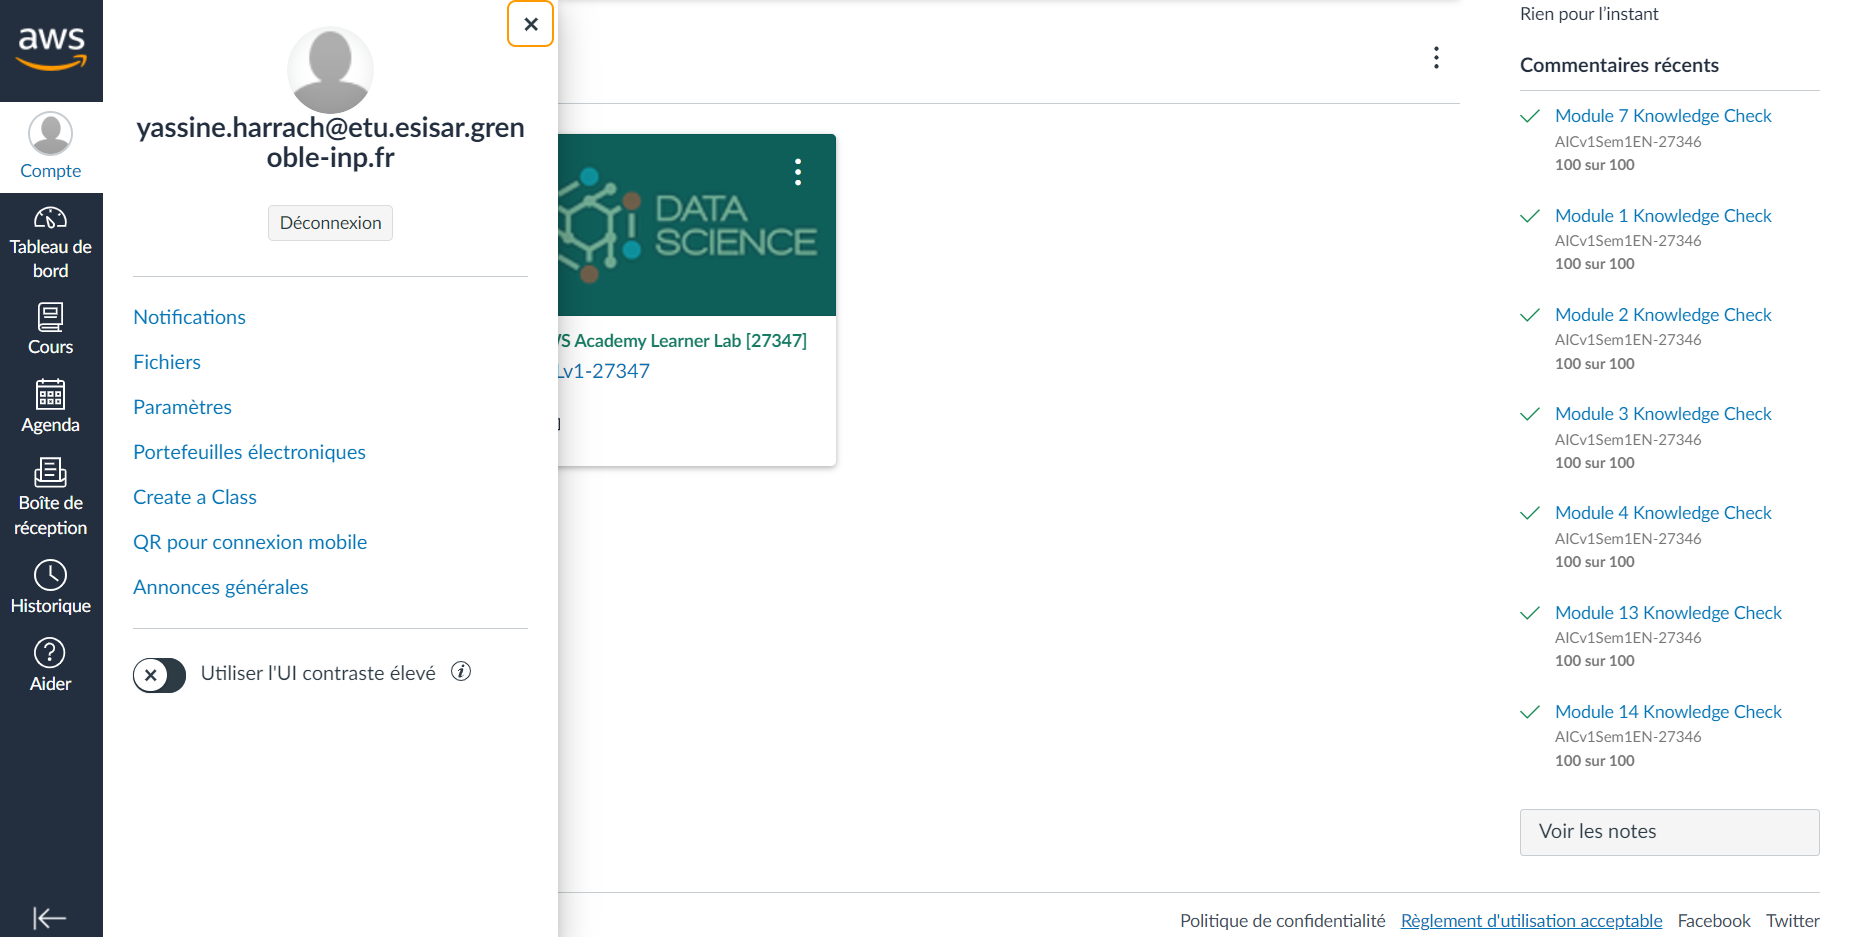 aws
Compte
Tableau de
bord
Cours
Agenda
Boîte de
réception
Historique
Aider
yassine.harrach@etu.esisar.gren
oble-inp.fr
Déconnexion
Notifications
Fichiers
Paramètres
Portefeuilles électroniques
Create a Class
QR pour connexion mobile
Annonces générales
Utiliser l'UI contraste élevé
DATA
SCIENCE
S Academy Learner Lab [27347]
Lv1-27347
Rien pour l’instant
Commentaires récents
Module 7 Knowledge Check
AICv1Sem1EN-27346
100 sur 100
Module 1 Knowledge Check
AICv1Sem1EN-27346
100 sur 100
Module 2 Knowledge Check
AICv1Sem1EN-27346
100 sur 100
Module 3 Knowledge Check
AICv1Sem1EN-27346
100 sur 100
Module 4 Knowledge Check
AICv1Sem1EN-27346
100 sur 100
Module 13 Knowledge Check
AICv1Sem1EN-27346
100 sur 100
Module 14 Knowledge Check
AICv1Sem1EN-27346
100 sur 100
Voir les notes
Politique de confidentialité Règlement d'utilisation acceptable Facebook Twitter